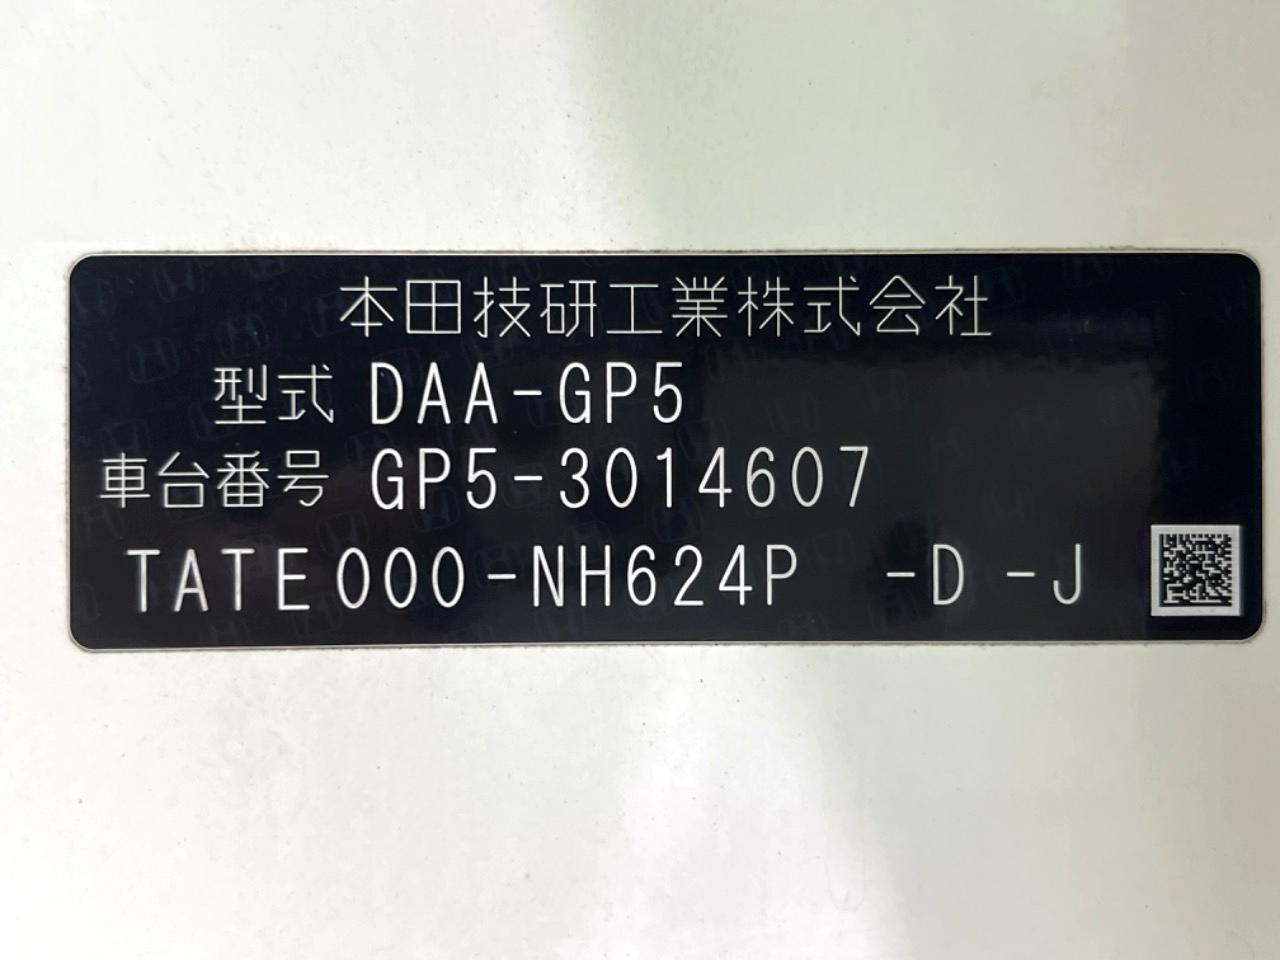 本田技研工業株式会社
型式 DAA-GP5
車台番号 GP5-3014607
TATE000-NH624P -D -J